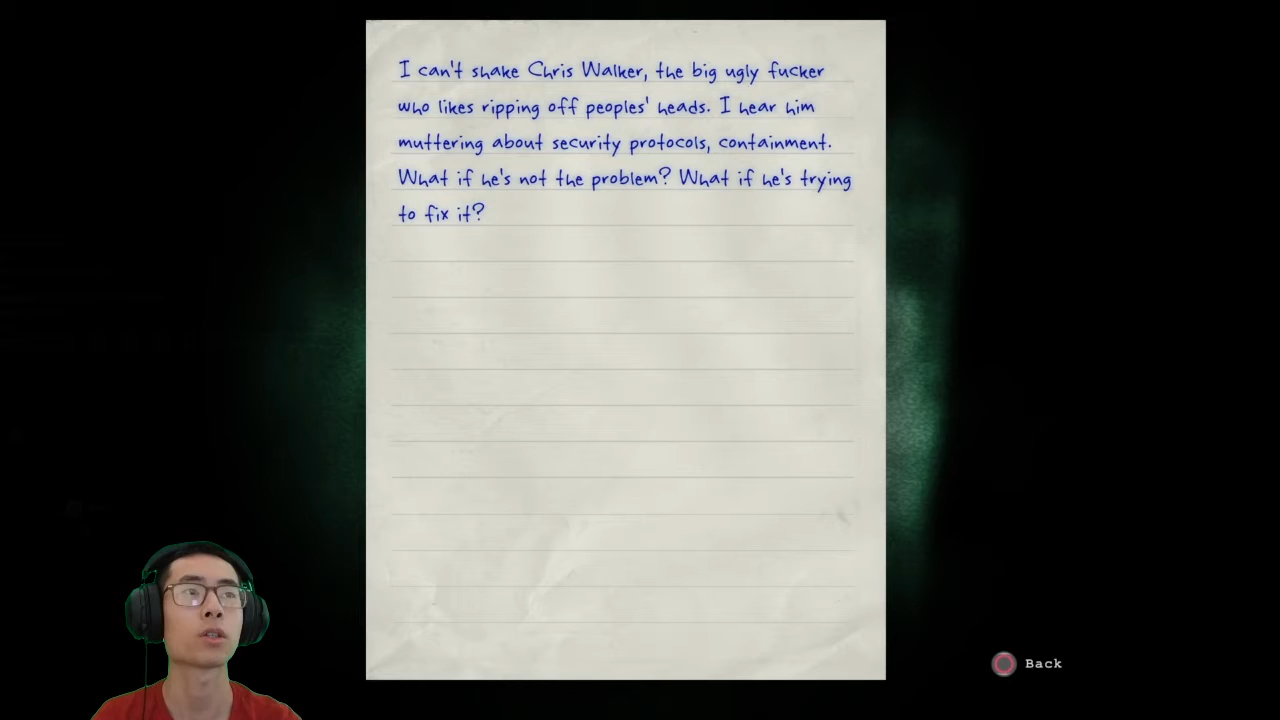 I can't shake Chris Walker, the big ugly fucker
who likes ripping off peoples' heads. I hear him
muttering about security protocols, containment.
What if he's not the problem? What if he's trying
to fix it?
Back